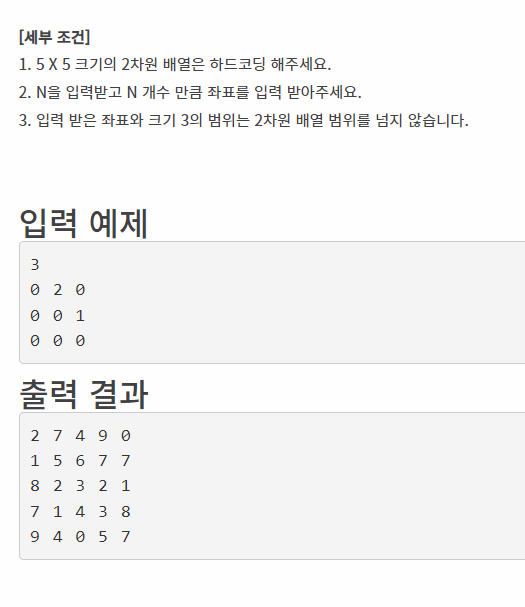 [세부 조건]
1. 5 X 5 크기의 2차원 배열은 하드코딩 해주세요.
2. N을 입력받고 N 개수 만큼 좌표를 입력 받아주세요.
3. 입력 받은 좌표와 크기 3의 범위는 2차원 배열 범위를 넘지 않습니다.
입력 예제
3
0 2 0
0 0 1
0 0 0
출력 결과
2 7 4 9 0
1 5 6 7 7
8 2 3 2 1
7 1 4 3 8
9 4 0 5 7